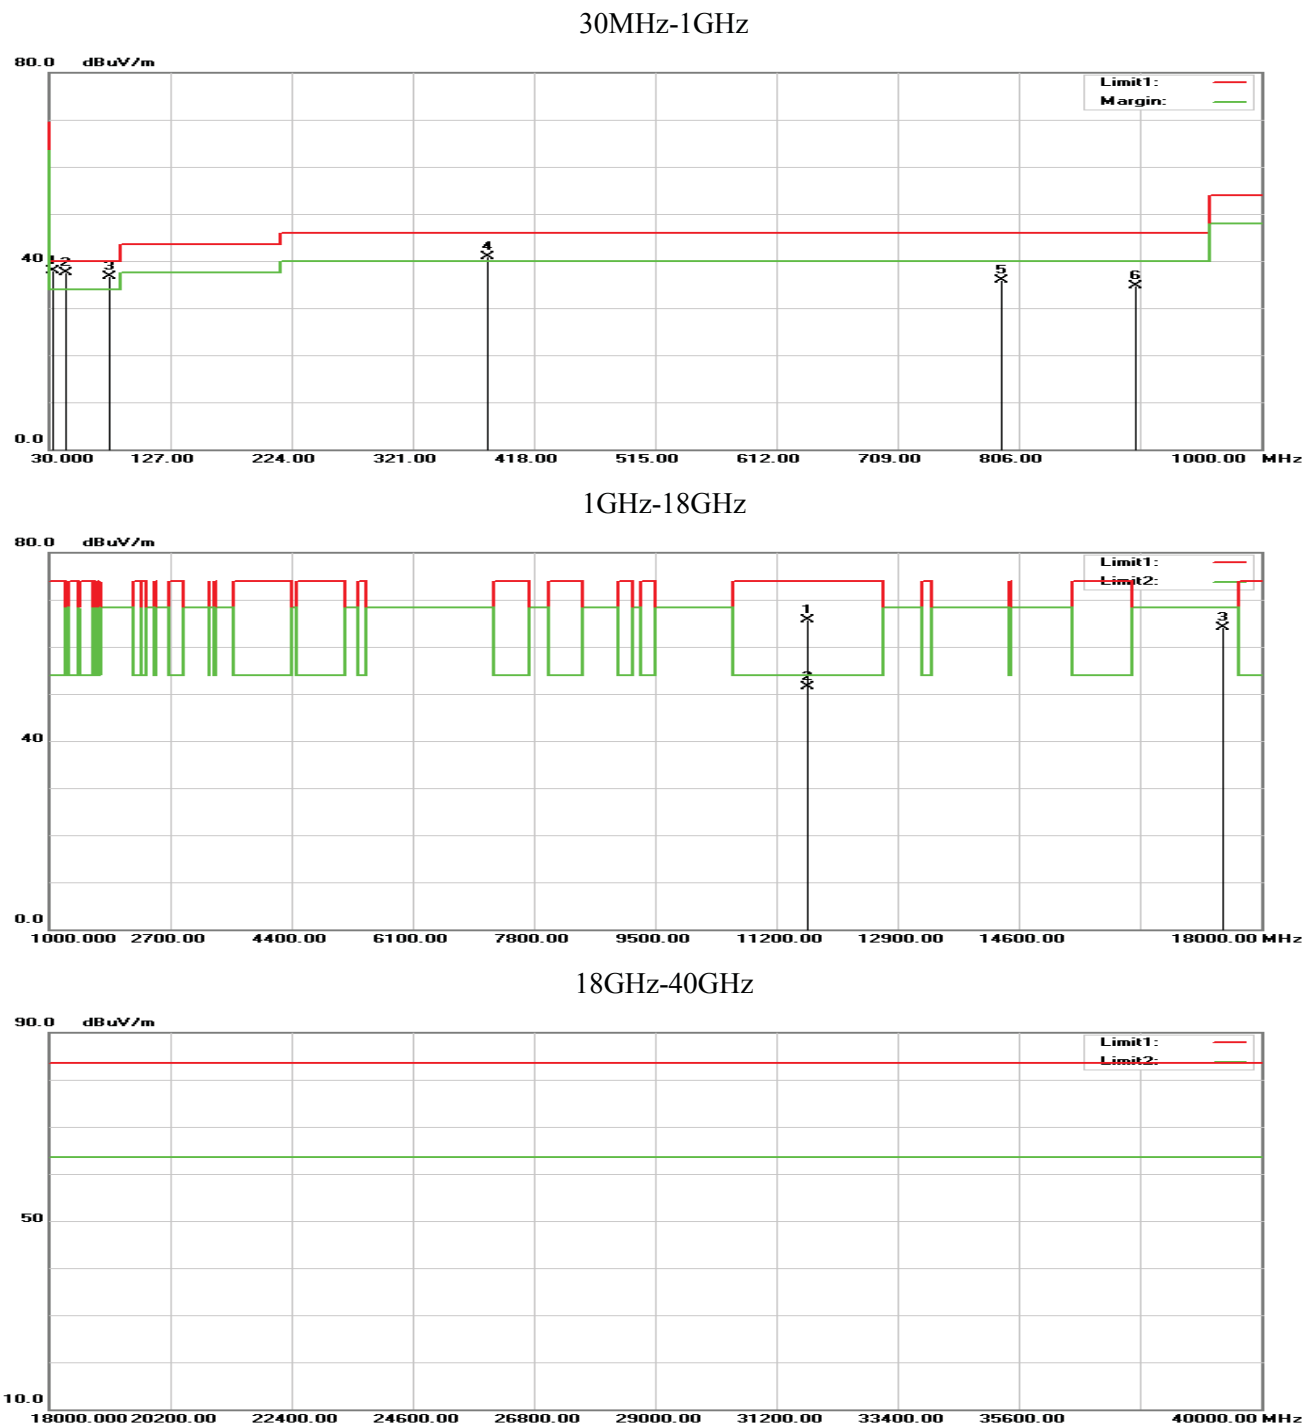 30MHz-1GHz
80.0 dBuV/m
Limit1:
Margin:
1 2 3 4 5 6
40
0.0
30.000 127.00 224.00 321.00 418.00 515.00 612.00 709.00 806.00 1000.00 MHz
1GHz-18GHz
80.0 dBuV/m
Limit1:
Limit2:
1 3
2
40
0.0
1000.000 2700.00 4400.00 6100.00 7800.00 9500.00 11200.00 12900.00 14600.00 18000.00 MHz
18GHz-40GHz
90.0 dBuV/m
Limit1:
Limit2:
50
10.0
18000.000 20200.00 22400.00 24600.00 26800.00 29000.00 31200.00 33400.00 35600.00 40000.00 MHz